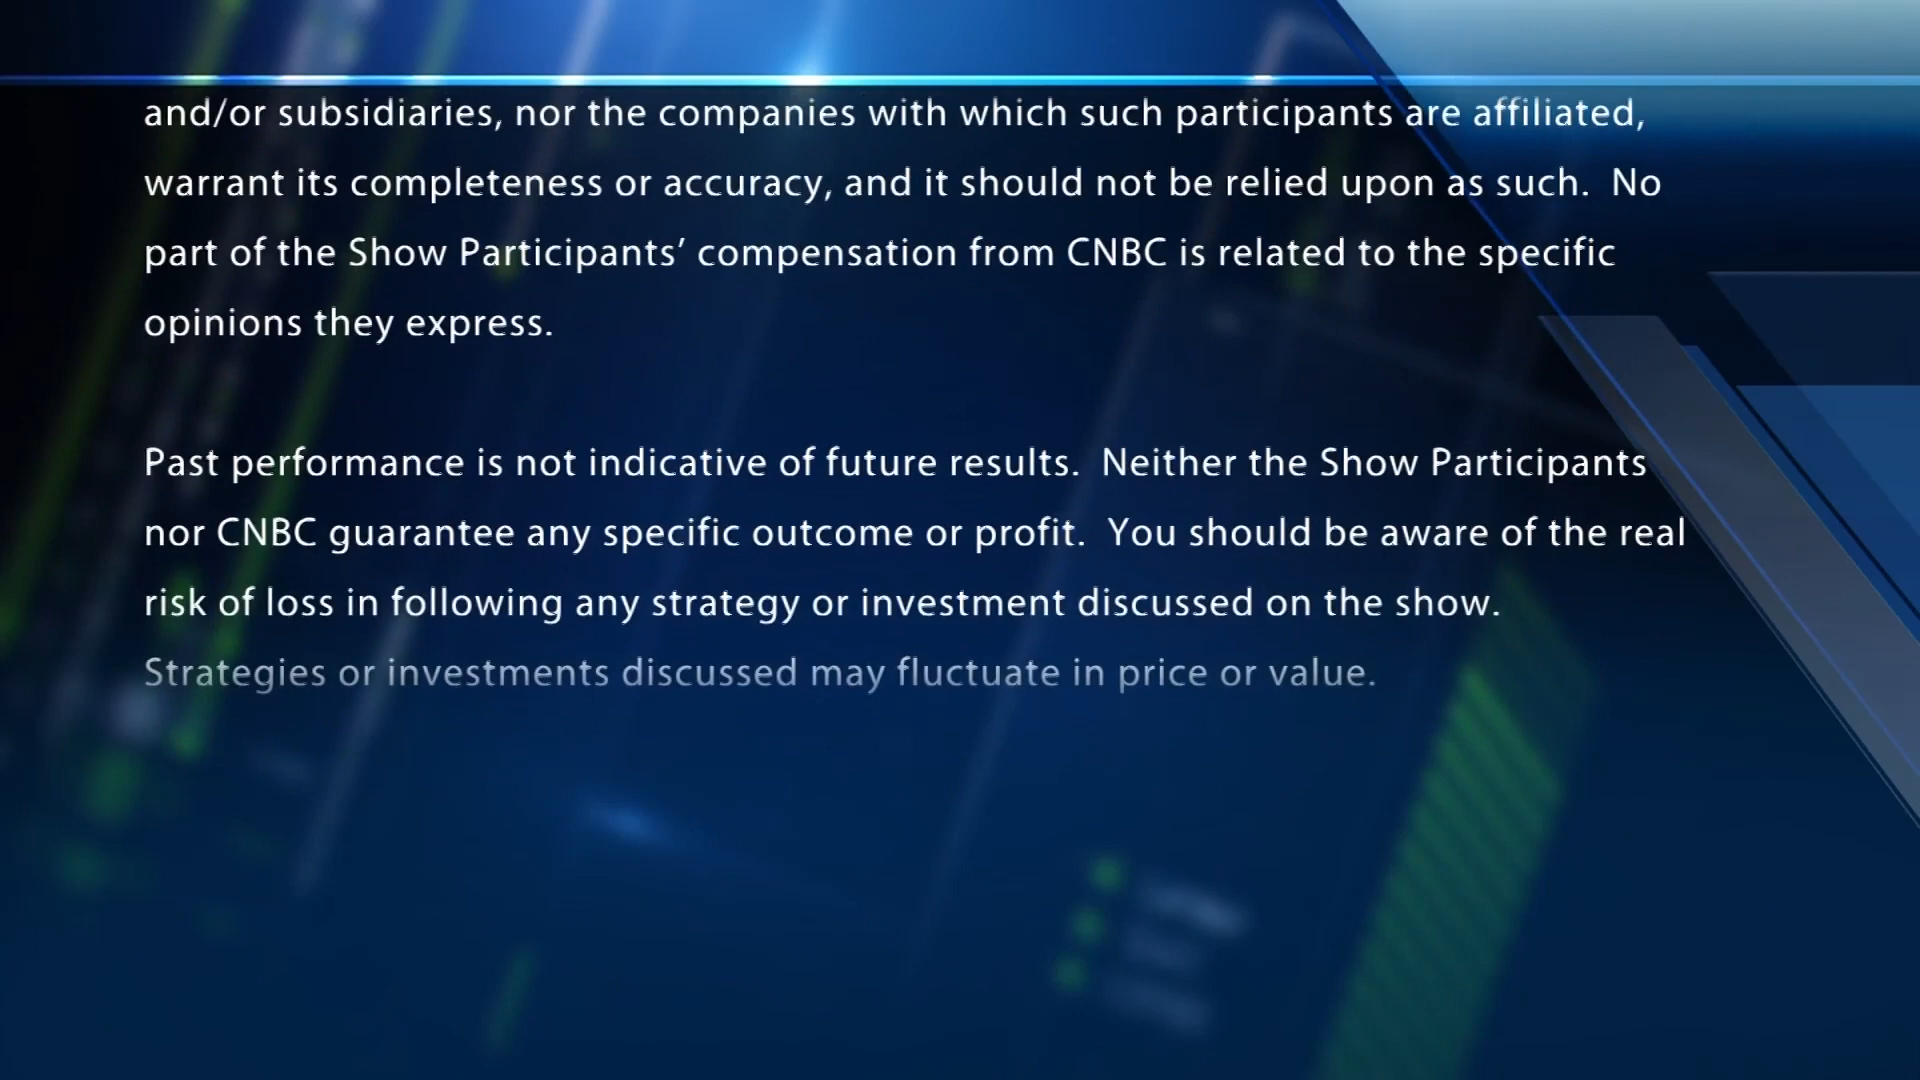 and/or subsidiaries, nor the companies with which such participants are affiliated,
warrant its completeness or accuracy, and it should not be relied upon as such.  No
part of the Show Participants’ compensation from CNBC is related to the specific
opinions they express.
Past performance is not indicative of future results.  Neither the Show Participants
nor CNBC guarantee any specific outcome or profit.  You should be aware of the real
risk of loss in following any strategy or investment discussed on the show.
Strategies or investments discussed may fluctuate in price or value.